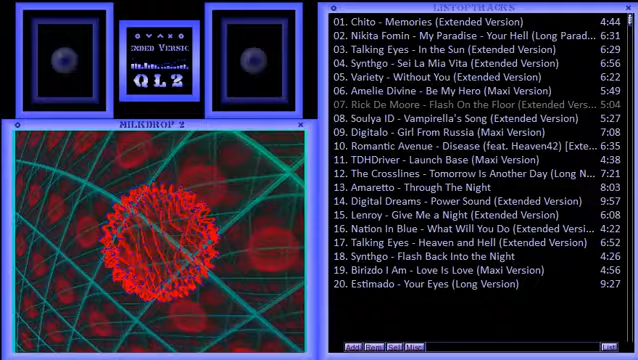 GVAXO
NDED VERSIC
QL2
MILKDROP 2
LISTOFTRACKS
01. Chito - Memories (Extended Version) 4:44
02. Nikita Fomin - My Paradise - Your Hell (Long Parad... 6:31
03. Talking Eyes - In the Sun (Extended Version) 6:29
04. Synthgo - Sei La Mia Vita (Extended Version) 6:56
05. Variety - Without You (Extended Version) 6:22
06. Amelie Divine - Be My Hero (Maxi Version) 5:49
07. Rick De Moore - Flash On the Floor (Extended Vers... 5:04
08. Soulya ID - Vampirella's Song (Extended Version) 5:27
09. Digitalo - Girl From Russia (Maxi Version) 7:08
10. Romantic Avenue - Disease (feat. Heaven42) [Exte... 6:35
11. TDHDriver - Launch Base (Maxi Version) 4:38
12. The Crosslines - Tomorrow Is Another Day (Long N... 7:21
13. Amaretto - Through The Night 8:03
14. Digital Dreams - Power Sound (Extended Version) 9:57
15. Lenroy - Give Me a Night (Extended Version) 6:08
16. Nation In Blue - What Will You Do (Extended Versi... 4:22
17. Talking Eyes - Heaven and Hell (Extended Version) 6:52
18. Synthgo - Flash Back Into the Night 4:26
19. Birizdo I Am - Love Is Love (Maxi Version) 4:56
20. Estimado - Your Eyes (Long Version) 9:27
Add Rem Sel Misc List